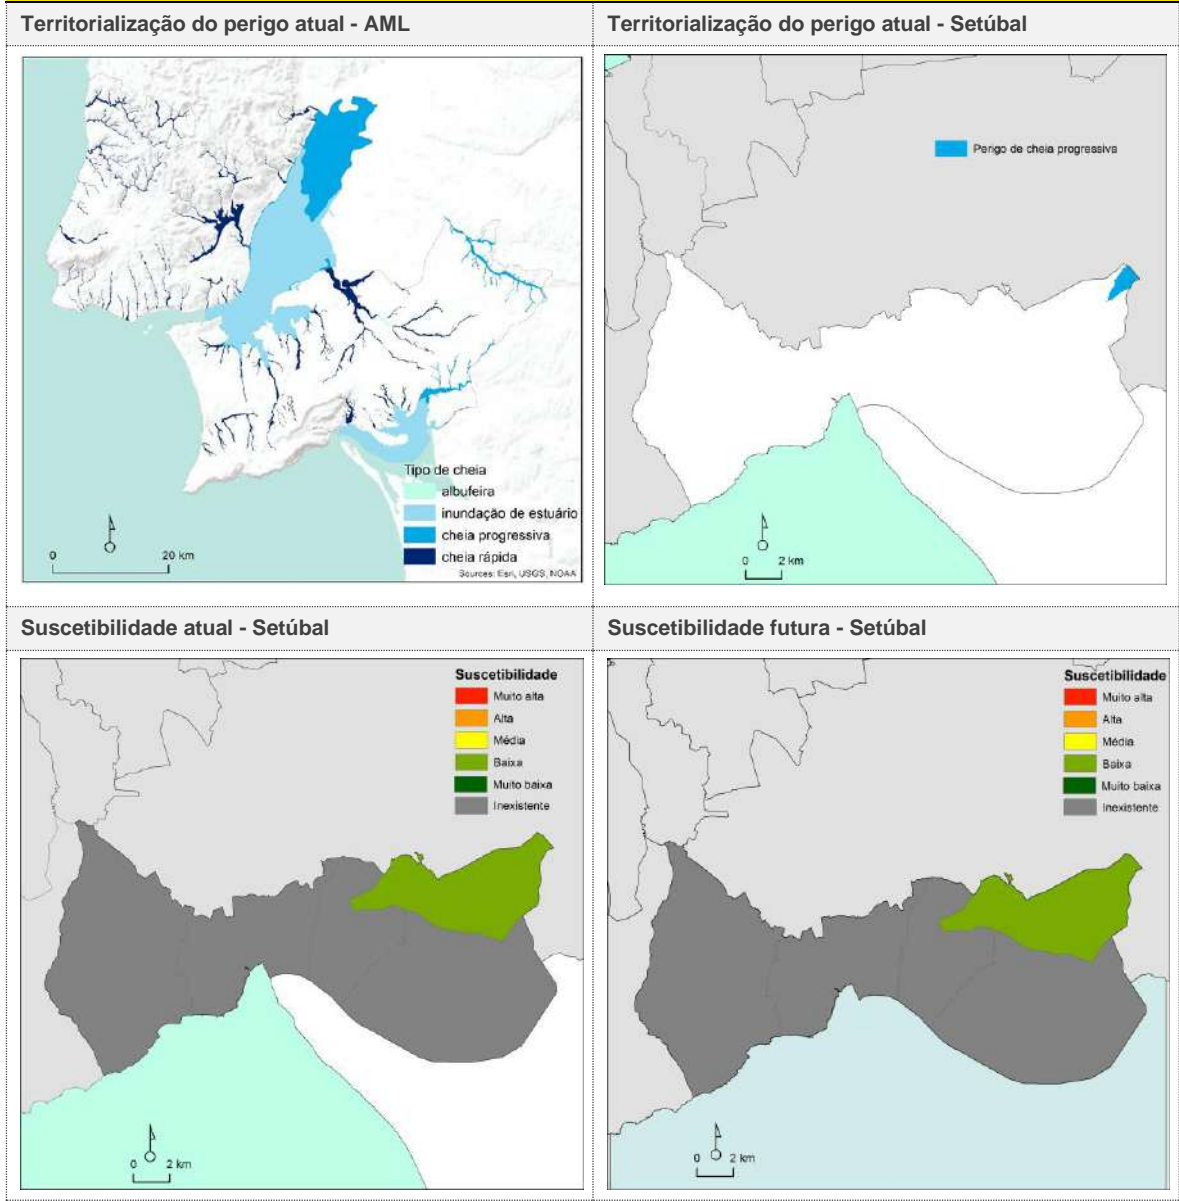 Territorialização do perigo atual - AML
Territorialização do perigo atual - Setúbal
Tipo de cheia
albufeira
inundação de estuário
cheia progressiva
cheia rápida
0 20 km
Sources: Esri, USGS, NOAA
Perigo de cheia progressiva
0 2 km
Suscetibilidade atual - Setúbal
Suscetibilidade futura - Setúbal
Suscetibilidade
Muito alta
Alta
Média
Baixa
Muito baixa
Inexistente
0 2 km
Suscetibilidade
Muito alta
Alta
Média
Baixa
Muito baixa
Inexistente
0 2 km